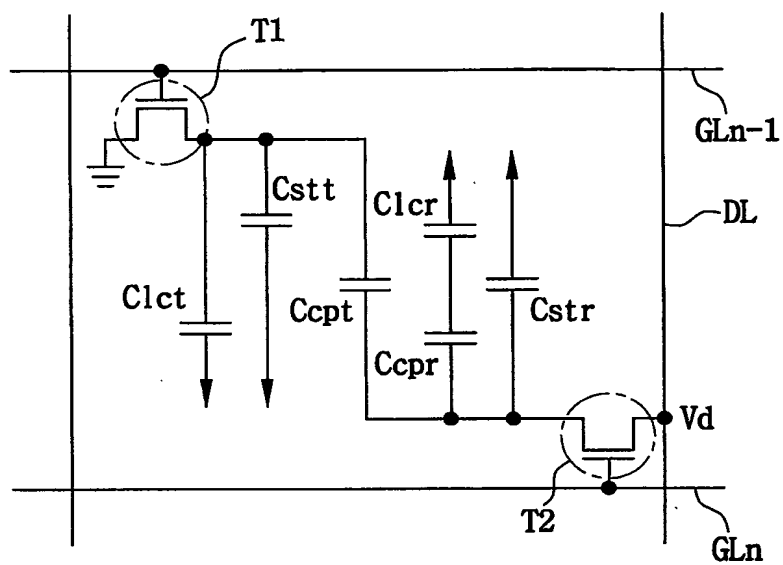 T1
GLn-1
Cstt
Clcr
DL
Clct
Ccpt
Cstr
Ccpr
Vd
T2
GLn